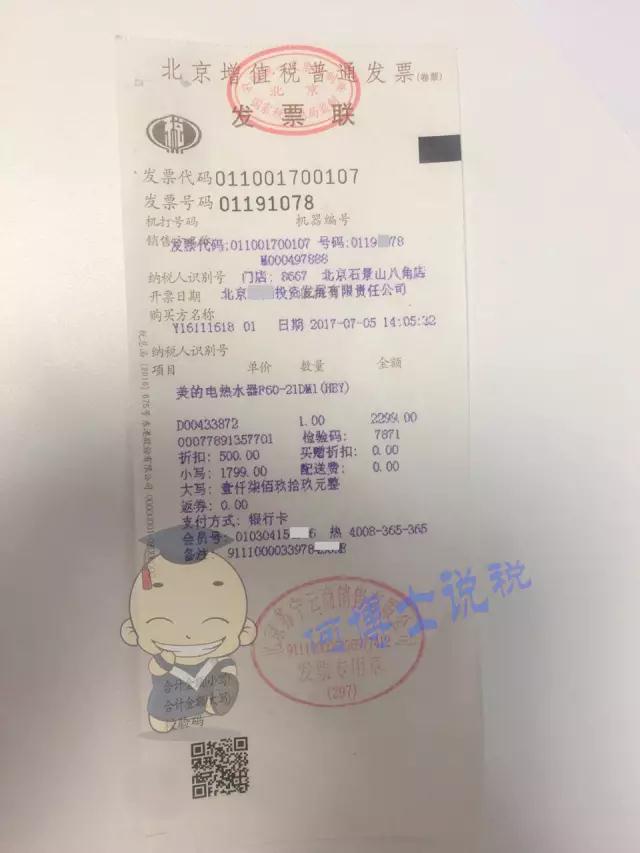 北京增值税普通发票(卷票)
发票联
北京
发票代码011001700107
发票号码01191078
机打号码 机器编号
销售方名称
发票代码:011001700107 号码:0119 78
M000497888
纳税人识别号 门店: 8667 北京石景山八角店
开票日期 北京 投资发展有限责任公司
购买方名称
Y16111618 01 日期 2017-07-05 14:05:32
纳税人识别号
项目 单价 数量 金额
美的电热水器F60-21DM1(HEY)
D00433872 1.00 2299.00
00077891357701 检验码: 7871
折扣: 500.00 买赠折扣: 0.00
小写: 1799.00 配送费: 0.00
大写: 壹仟柒佰玖拾玖元整
返券: 0.00
支付方式: 银行卡
会员号: 01030415 6 热 4008-365-365
备注 9111000033978
何博士说税
发票专用章
(297)
合计金额(小写)
合计金额(大写)
校验码